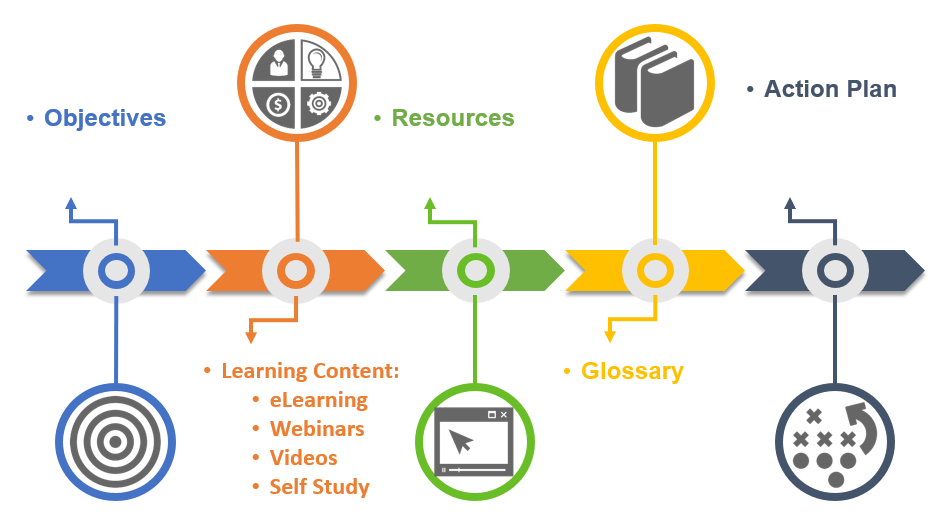 • Objectives
• Learning Content:
• eLearning
• Webinars
• Videos
• Self Study
• Resources
• Glossary
• Action Plan
$